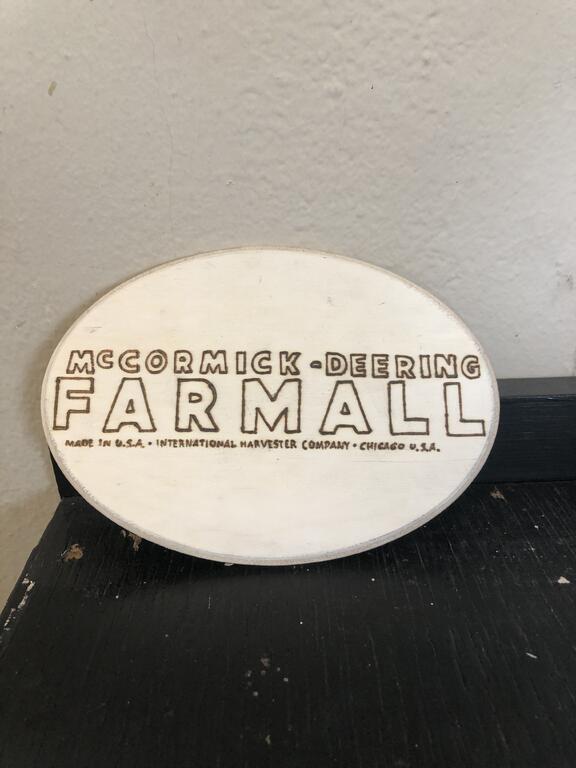 McCORMICK-DEERING
FARMALL
MADE IN U.S.A. • INTERNATIONAL HARVESTER COMPANY • CHICAGO U.S.A.